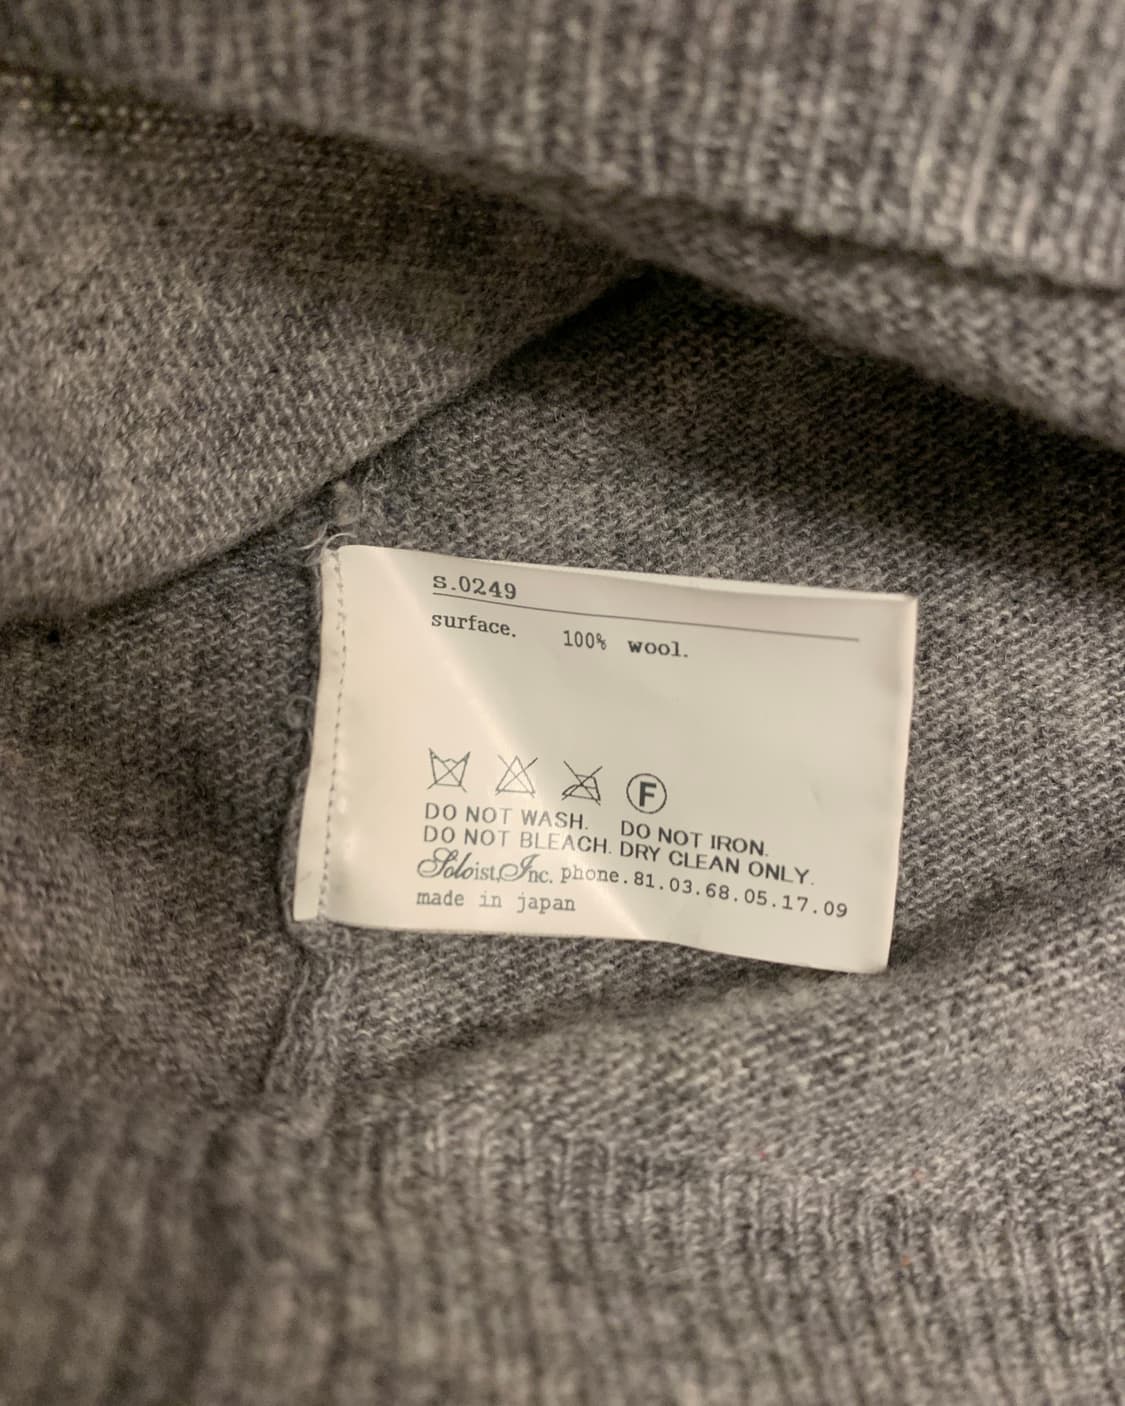 s.0249
surface. 100% wool.
F
DO NOT WASH. DO NOT IRON.
DO NOT BLEACH. DRY CLEAN ONLY.
Soloist,Inc. phone.81.03.68.05.17.09
made in japan